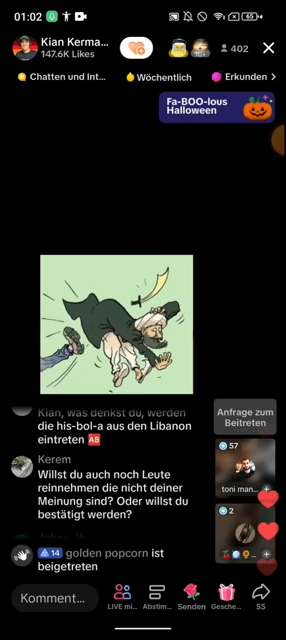 01:02
65
Kian Kerma...
147.6K Likes
402
Chatten und Int...
Wöchentlich
Erkunden
Fa-BOO-lous
Halloween
Kian, was denkst du, werden
die his-bol-a aus den Libanon
eintreten AB
Anfrage zum
Beitreten
57
toni man...
Kerem
Willst du auch noch Leute
reinnehmen die nicht deiner
Meinung sind? Oder willst du
bestätigt werden?
2
14 golden popcorn ist
beigetreten
Komment...
LIVE mi...
Abstim...
Senden
Gesche...
55